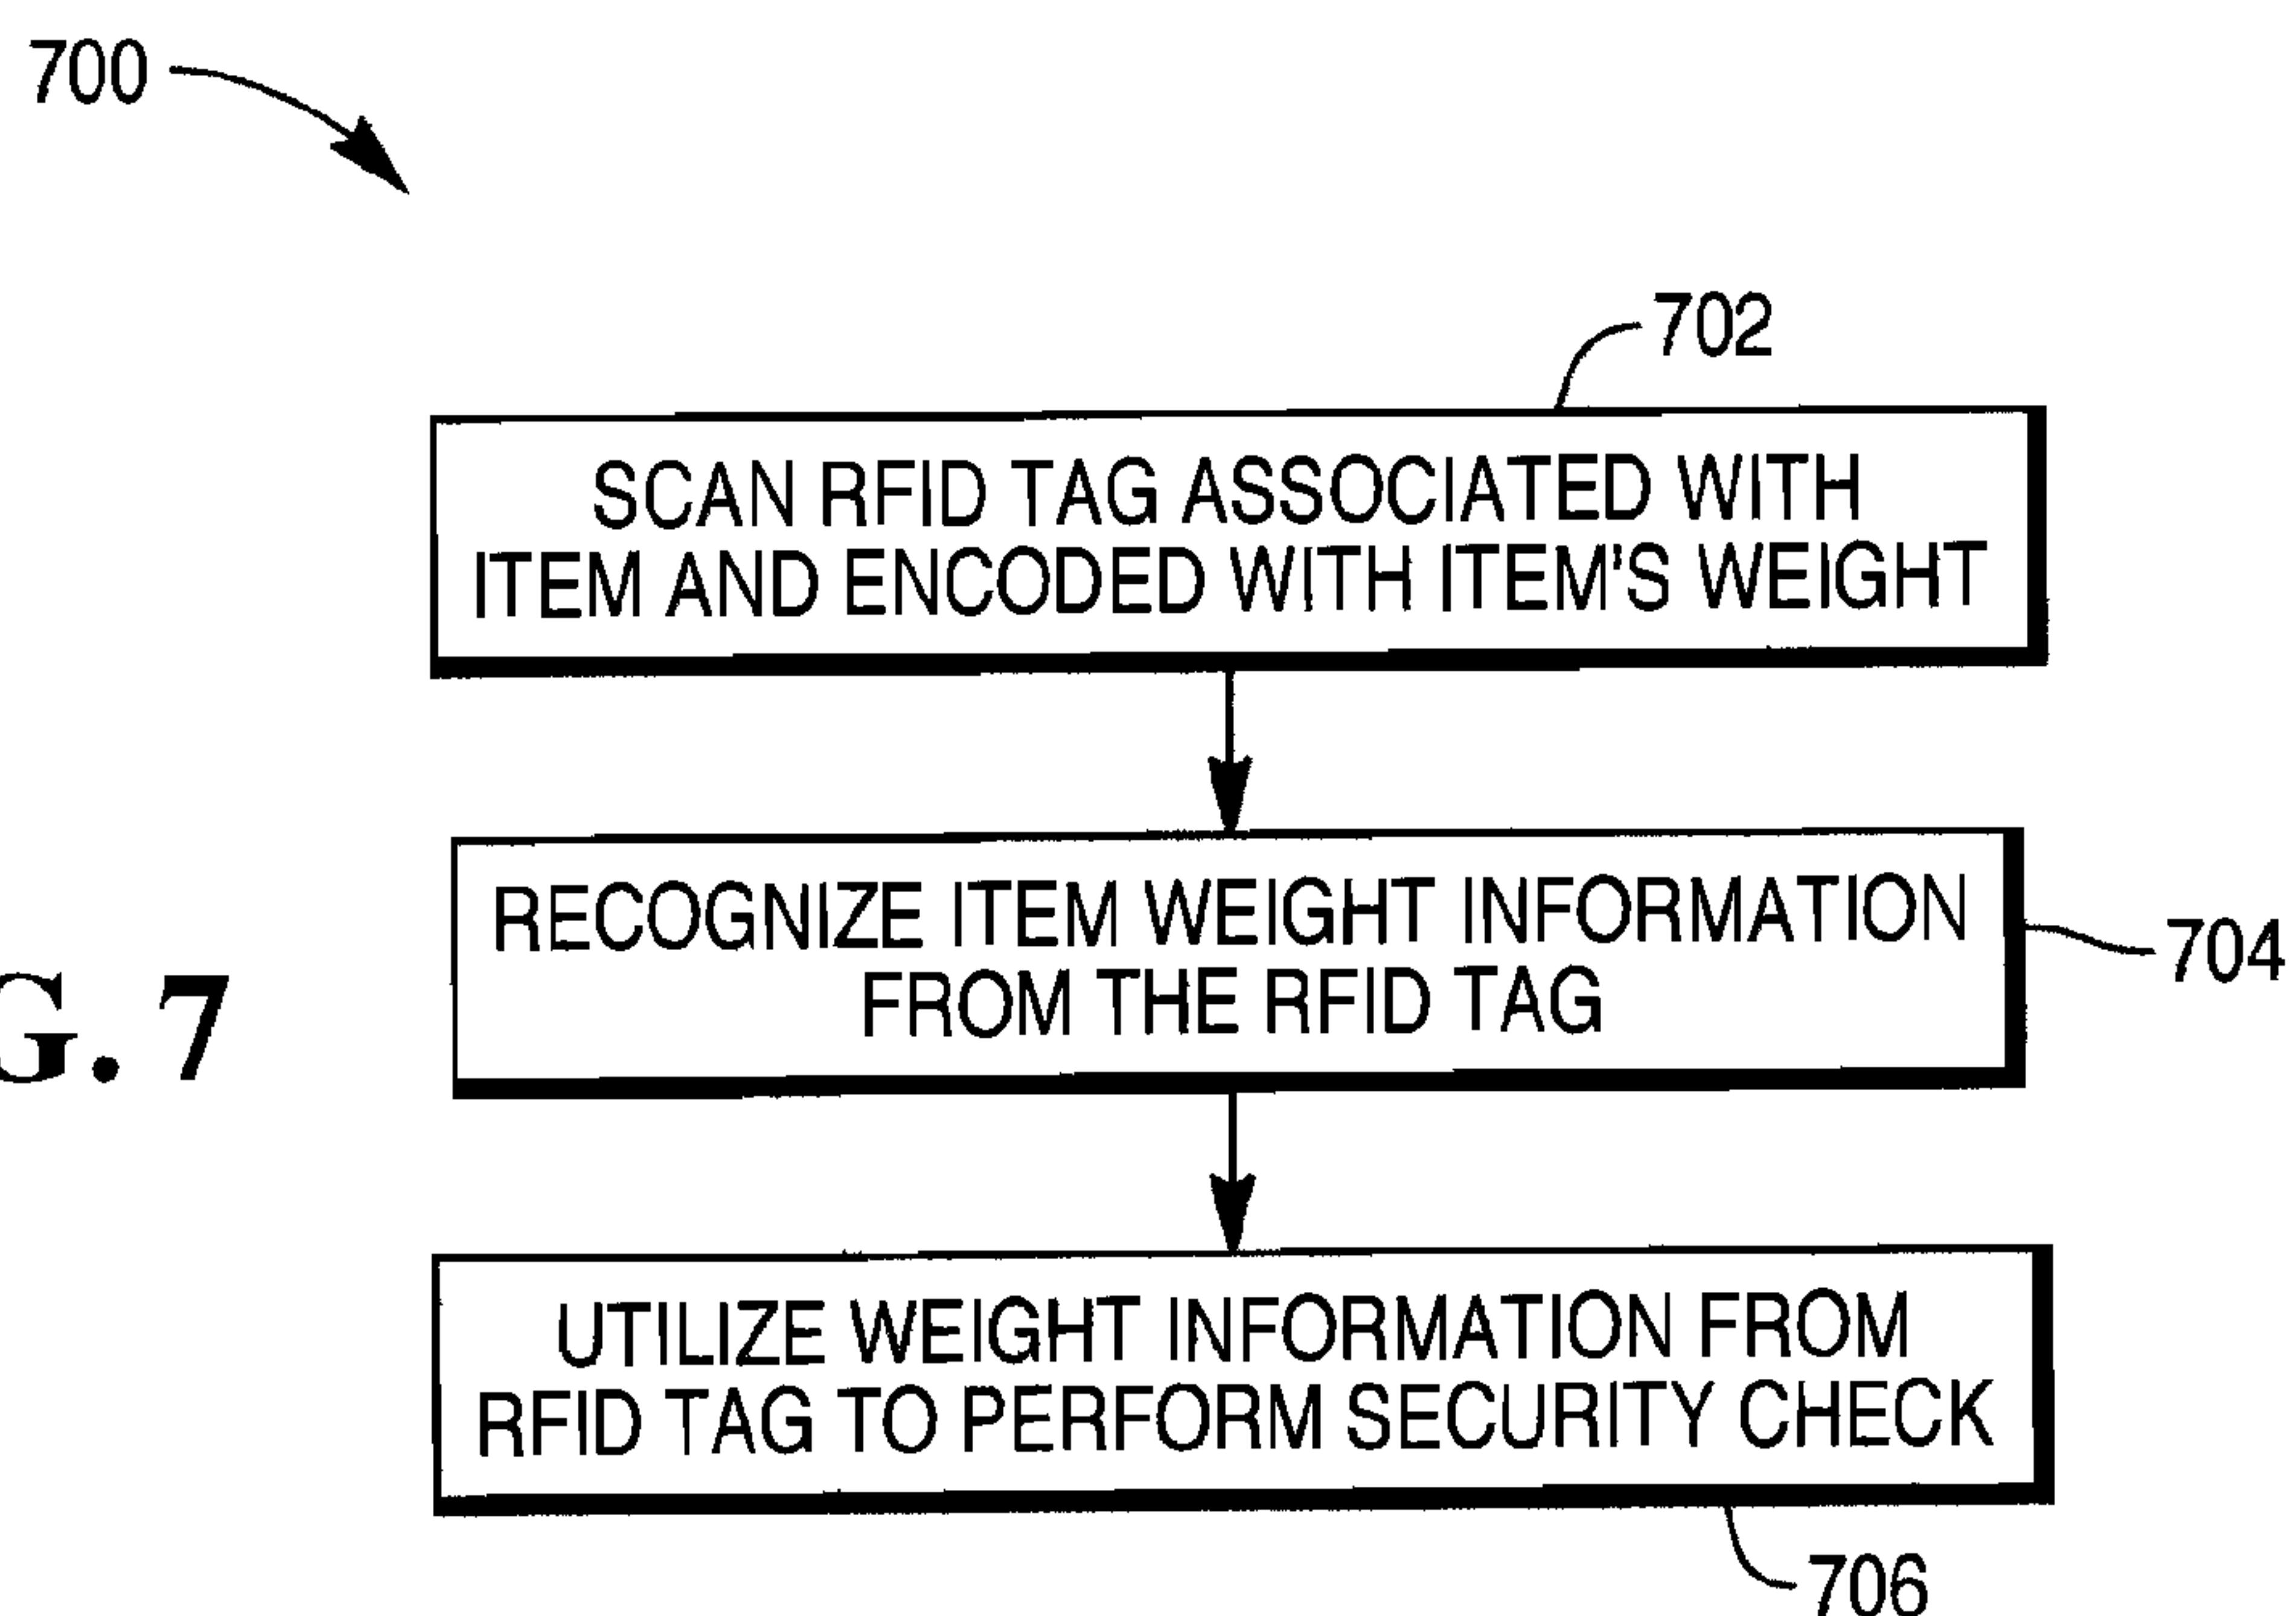 700
702
SCAN RFID TAG ASSOCIATED WITH
ITEM AND ENCODED WITH ITEM'S WEIGHT
RECOGNIZE ITEM WEIGHT INFORMATION
FROM THE RFID TAG
704
G. 7
UTILIZE WEIGHT INFORMATION FROM
RFID TAG TO PERFORM SECURITY CHECK
706